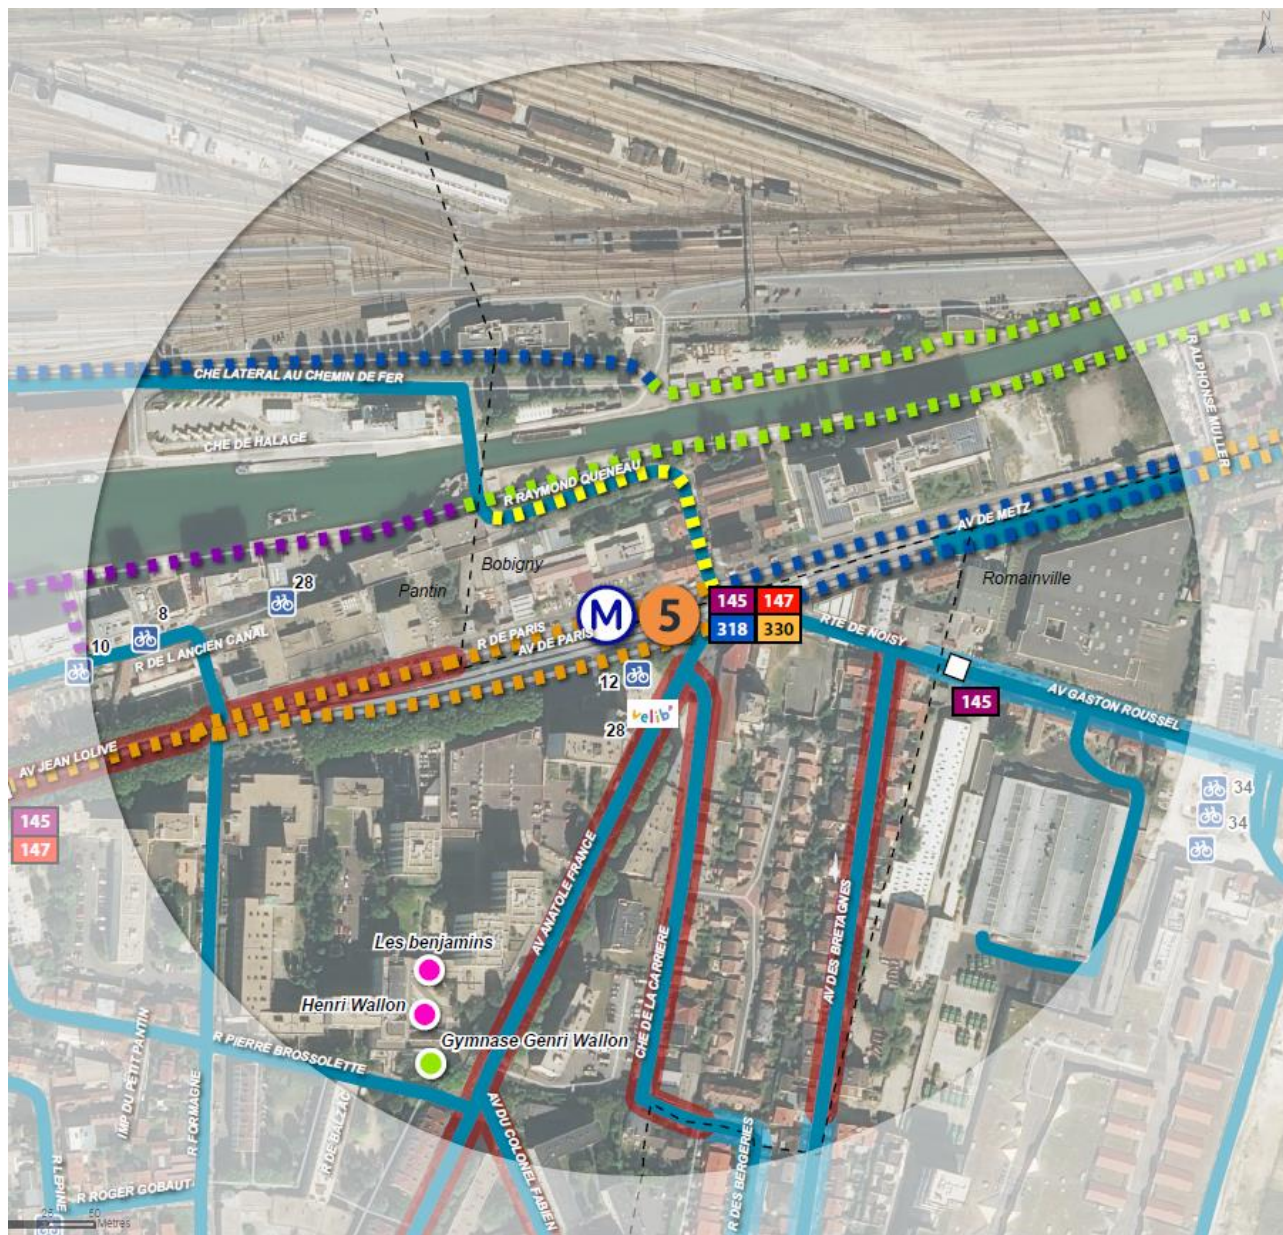 N
CHE LATERAL AU CHEMIN DE FER
R ALPHONSE MULLER
CHE DE HALAGE
R RAYMOND QUENEAU
AV DE METZ
Bobigny
Pantin
Romainville
28
8
10
R DE L ANCIEN CANAL
R DE PARIS
AV DE PARIS
M
5
145
147
318
330
RTE DE NOISY
12
velib'
28
145
AV GASTON ROUSSEL
AV JEAN LOLIVE
145
147
34
34
AV ANATOLE FRANCE
CHE DE LA CARRIERE
AV DES BRETAGNES
Les benjamins
Henri Wallon
Gymnase Genri Wallon
R PIERRE BROSSOLETTE
IMP DU PETIT PANTIN
R FORMAGNE
R DE BALZAC
AV DU COLONEL FABIEN
R DES BERGERIES
R LEPINE
R ROGER GOBAUT
25 50
Mètres